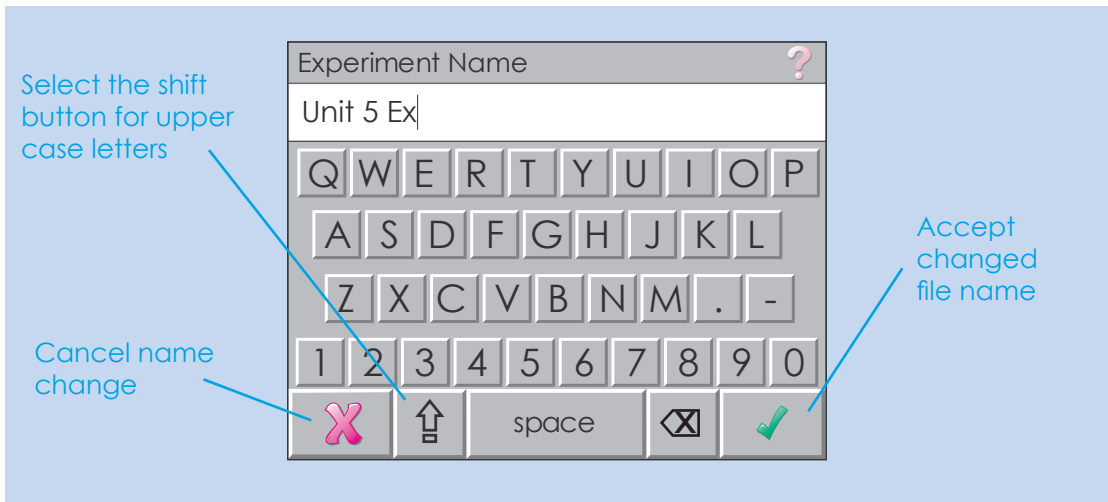 Select the shift
button for upper
case letters
Cancel name
change
Experiment Name ?
Unit 5 Ex
Q W E R T Y U I O P
A S D F G H J K L
Z X C V B N M . -
1 2 3 4 5 6 7 8 9 0
X space X
Accept
changed
file name